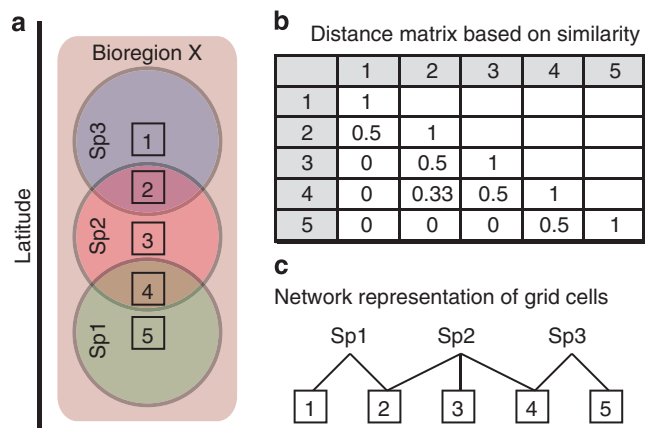 a
Bioregion X
Latitude
Sp3
1
2
Sp2
3
4
Sp1
5
b
Distance matrix based on similarity
1 2 3 4 5
1 1
2 0.5 1
3 0 0.5 1
4 0 0.33 0.5 1
5 0 0 0 0.5 1
c
Network representation of grid cells
Sp1 Sp2 Sp3
1 2 3 4 5